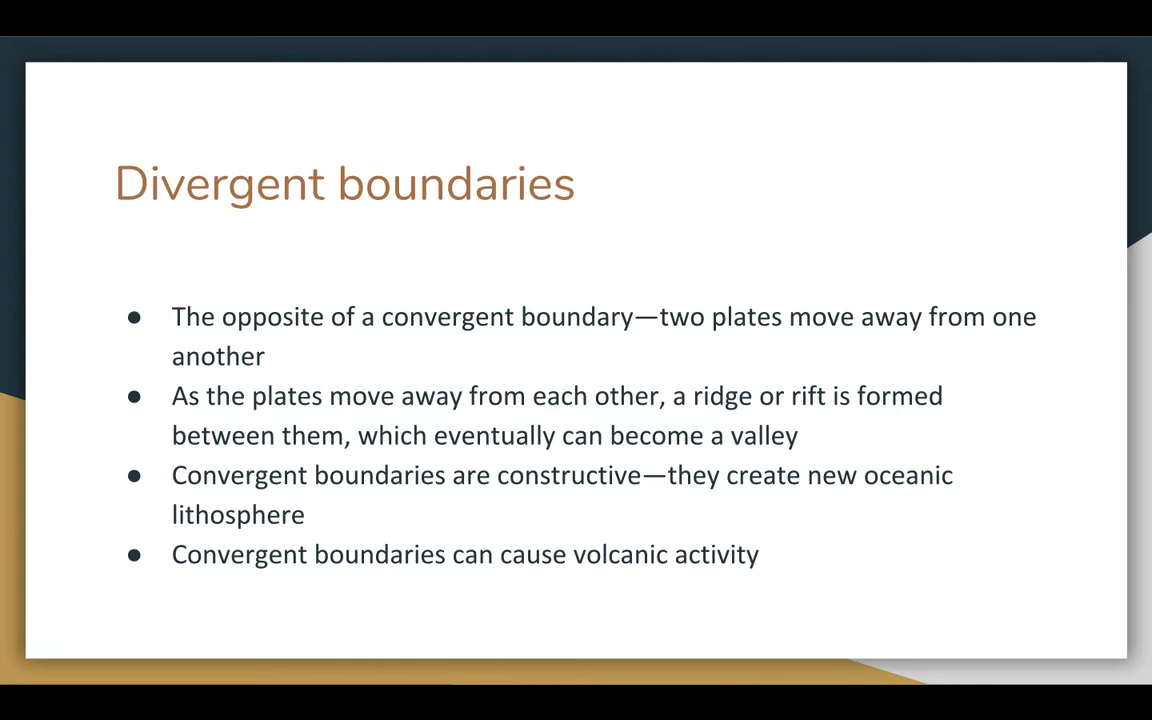 Divergent boundaries
● The opposite of a convergent boundary—two plates move away from one
another
● As the plates move away from each other, a ridge or rift is formed
between them, which eventually can become a valley
● Convergent boundaries are constructive—they create new oceanic
lithosphere
● Convergent boundaries can cause volcanic activity